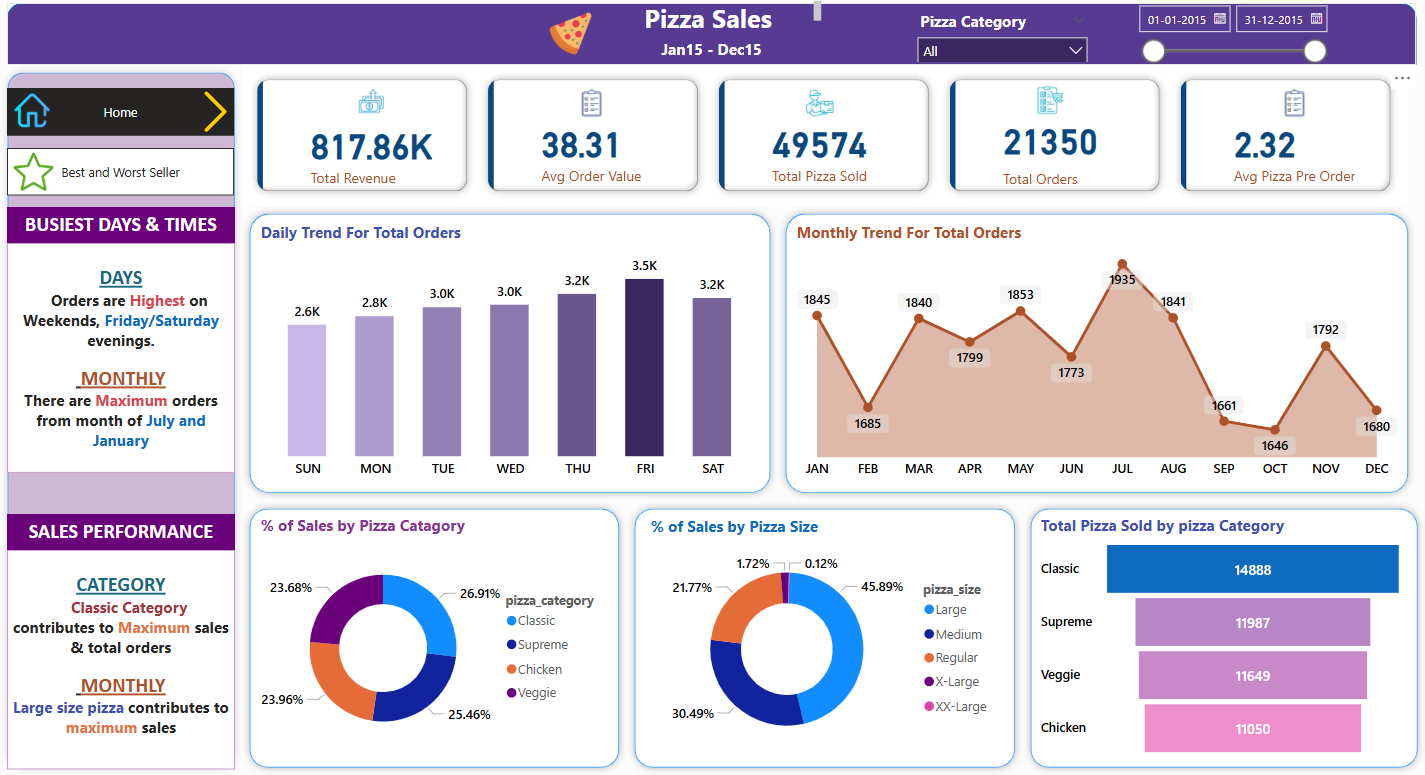 Pizza Sales
Jan15 - Dec15
Pizza Category
All
01-01-2015
31-12-2015
Home
Best and Worst Seller
BUSIEST DAYS & TIMES
DAYS
Orders are Highest on
Weekends, Friday/Saturday
evenings.
MONTHLY
There are Maximum orders
from month of July and
January
SALES PERFORMANCE
CATEGORY
Classic Category
contributes to Maximum sales
& total orders
MONTHLY
Large size pizza contributes to
maximum sales
817.86K
Total Revenue
38.31
Avg Order Value
49574
Total Pizza Sold
21350
Total Orders
2.32
Avg Pizza Pre Order
Daily Trend For Total Orders
2.6K
2.8K
3.0K
3.0K
3.2K
3.5K
3.2K
SUN MON TUE WED THU FRI SAT
Monthly Trend For Total Orders
1845
1685
1840
1799
1853
1773
1935
1841
1661
1646
1792
1680
JAN FEB MAR APR MAY JUN JUL AUG SEP OCT NOV DEC
% of Sales by Pizza Catagory
23.68%
26.91%
23.96%
25.46%
pizza_category
Classic
Supreme
Chicken
Veggie
% of Sales by Pizza Size
1.72%
0.12%
21.77%
45.89%
30.49%
pizza_size
Large
Medium
Regular
X-Large
XX-Large
Total Pizza Sold by pizza Category
Classic 14888
Supreme 11987
Veggie 11649
Chicken 11050